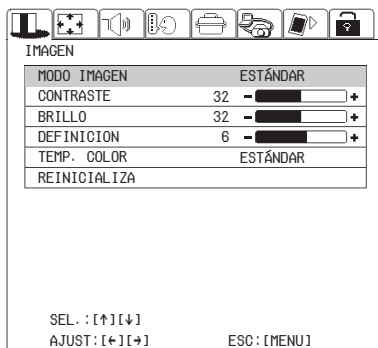 IMAGEN
MODO IMAGEN ESTÁNDAR
CONTRASTE 32 - +
BRILLO 32 - +
DEFINICION 6 - +
TEMP. COLOR ESTÁNDAR
REINICIALIZA
SEL.:[↑][↓]
AJUST:[←][→] ESC:[MENU]